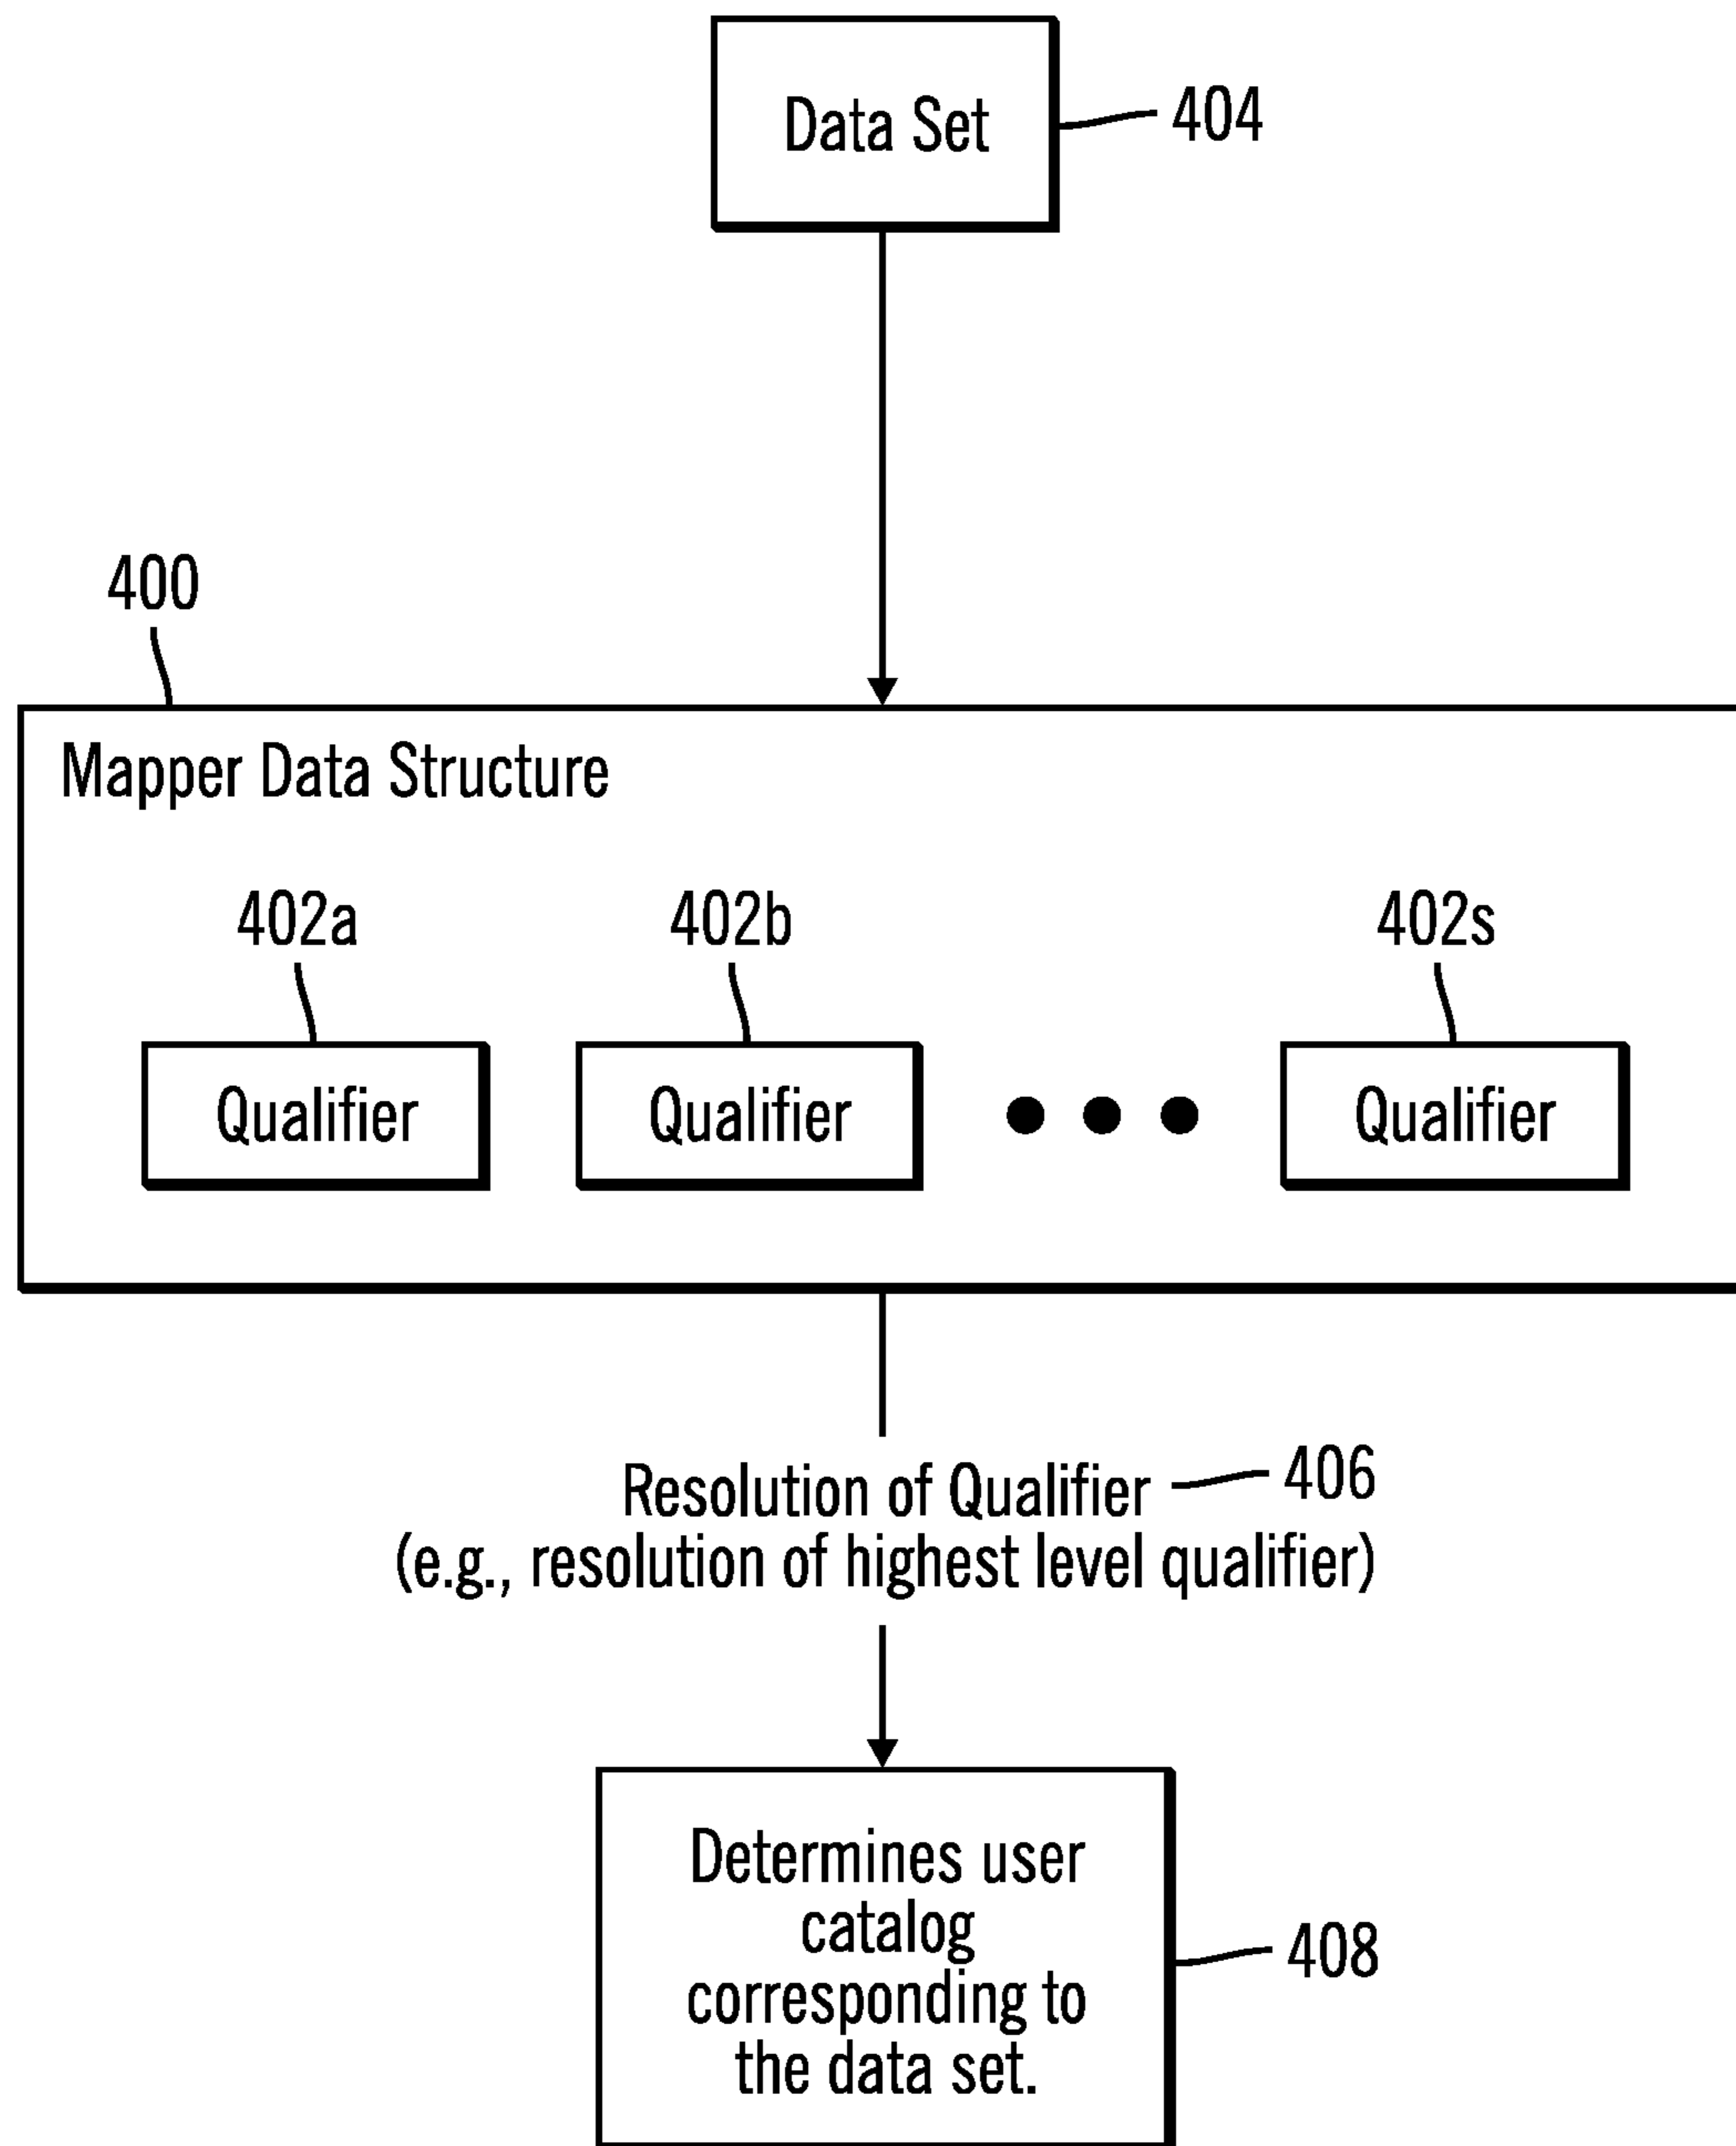 Data Set
404
400
Mapper Data Structure
402a
402b
402s
Qualifier
Qualifier
Qualifier
Resolution of Qualifier
406
(e.g., resolution of highest level qualifier)
Determines user
catalog
corresponding to
the data set.
408